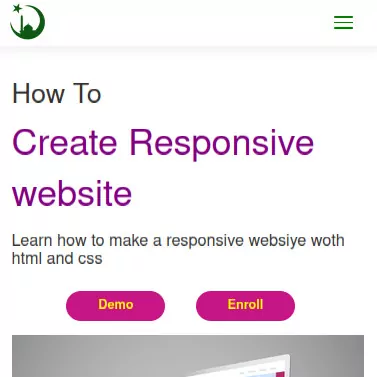 How To
Create Responsive
website
Learn how to make a responsive websiye woth
html and css
Demo
Enroll